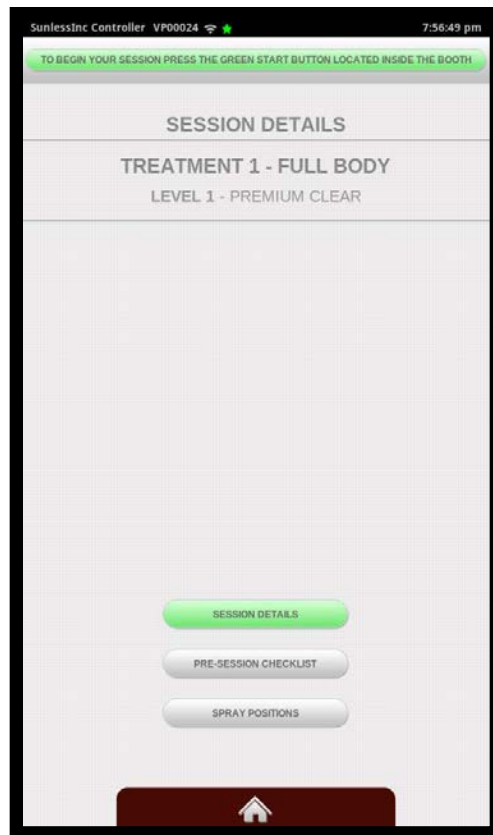 SunlessInc Controller VP00024 7:56:49 pm
TO BEGIN YOUR SESSION PRESS THE GREEN START BUTTON LOCATED INSIDE THE BOOTH
SESSION DETAILS
TREATMENT 1 - FULL BODY
LEVEL 1 - PREMIUM CLEAR
SESSION DETAILS
PRE-SESSION CHECKLIST
SPRAY POSITIONS